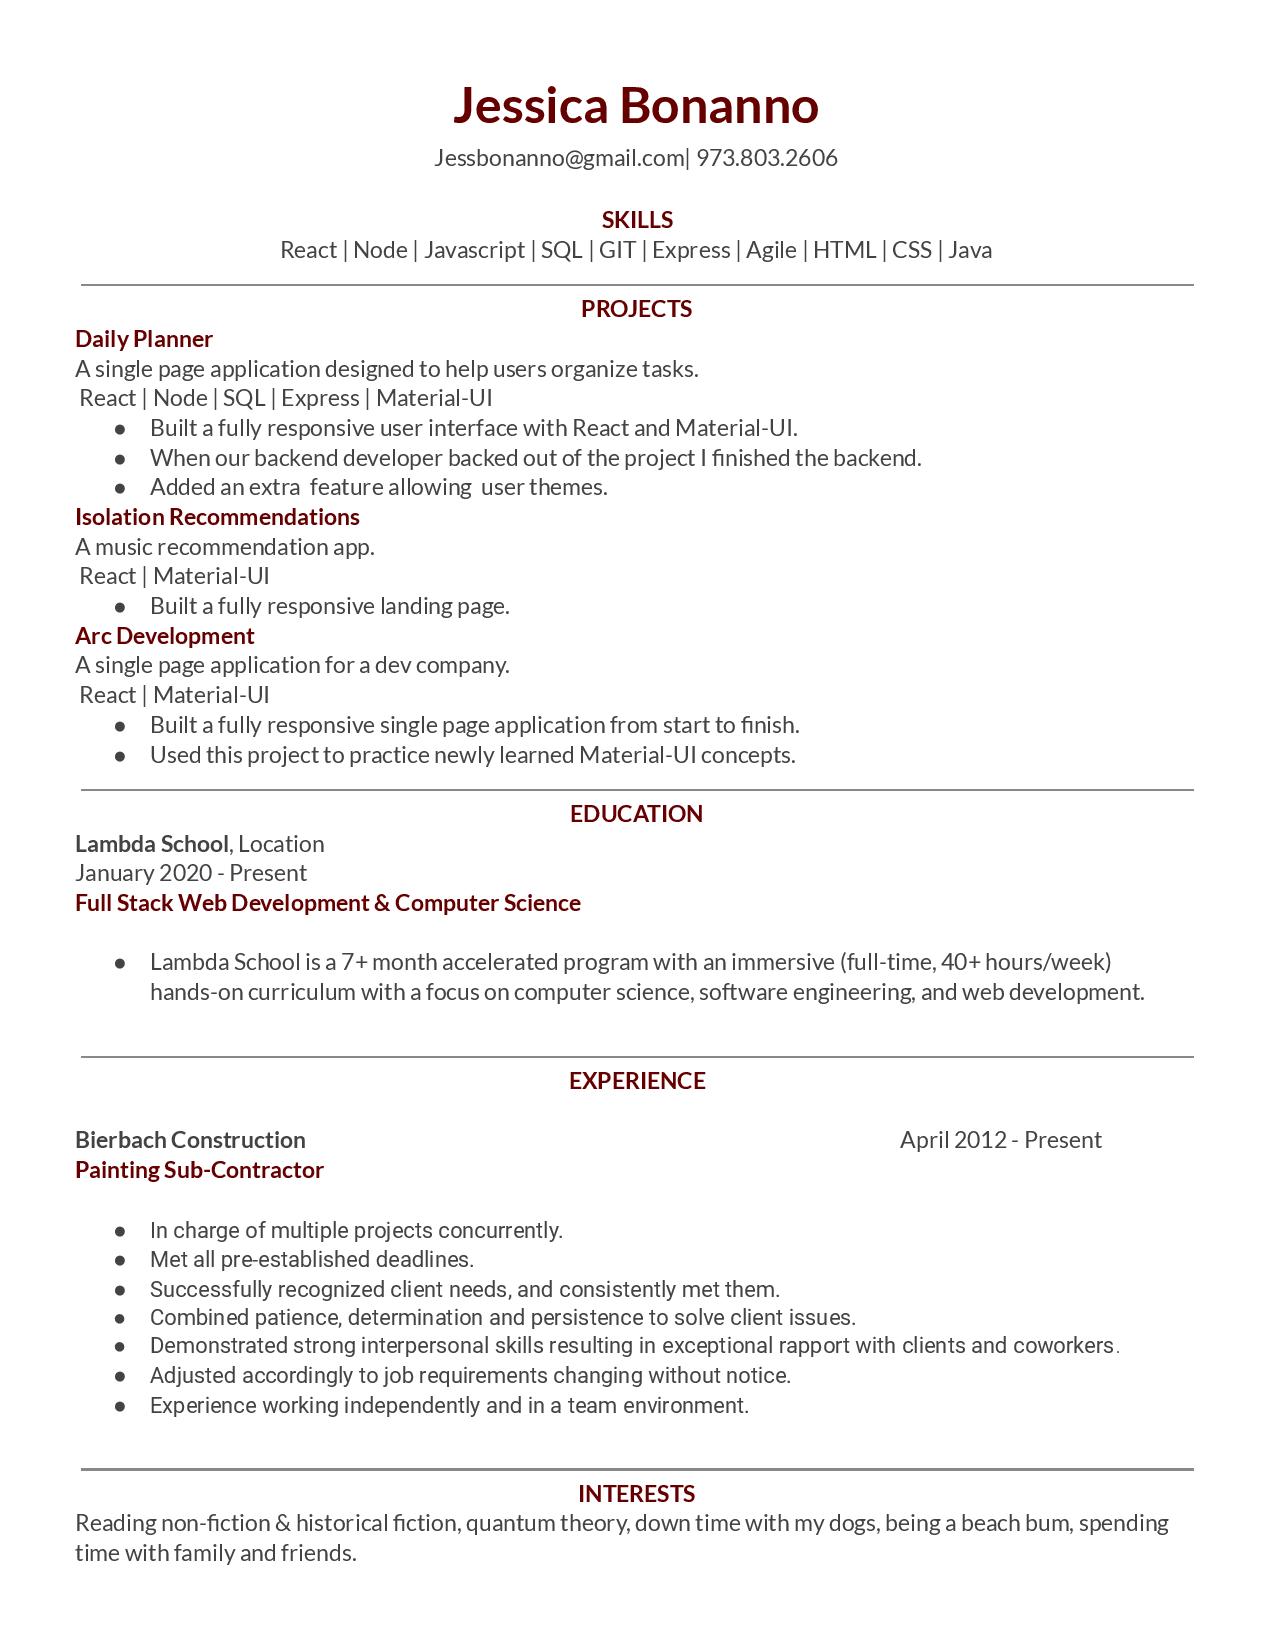 Jessica Bonanno
Jessbonanno@gmail.com| 973.803.2606
SKILLS
React | Node | Javascript | SQL | GIT | Express | Agile | HTML | CSS | Java
PROJECTS
Daily Planner
A single page application designed to help users organize tasks.
React | Node | SQL | Express | Material-UI
● Built a fully responsive user interface with React and Material-UI.
● When our backend developer backed out of the project I finished the backend.
● Added an extra  feature allowing  user themes.
Isolation Recommendations
A music recommendation app.
React | Material-UI
● Built a fully responsive landing page.
Arc Development
A single page application for a dev company.
React | Material-UI
● Built a fully responsive single page application from start to finish.
● Used this project to practice newly learned Material-UI concepts.
EDUCATION
Lambda School, Location
January 2020 - Present
Full Stack Web Development & Computer Science
● Lambda School is a 7+ month accelerated program with an immersive (full-time, 40+ hours/week)
hands-on curriculum with a focus on computer science, software engineering, and web development.
EXPERIENCE
Bierbach Construction April 2012 - Present
Painting Sub-Contractor
● In charge of multiple projects concurrently.
● Met all pre-established deadlines.
● Successfully recognized client needs, and consistently met them.
● Combined patience, determination and persistence to solve client issues.
● Demonstrated strong interpersonal skills resulting in exceptional rapport with clients and coworkers.
● Adjusted accordingly to job requirements changing without notice.
● Experience working independently and in a team environment.
INTERESTS
Reading non-fiction & historical fiction, quantum theory, down time with my dogs, being a beach bum, spending
time with family and friends.